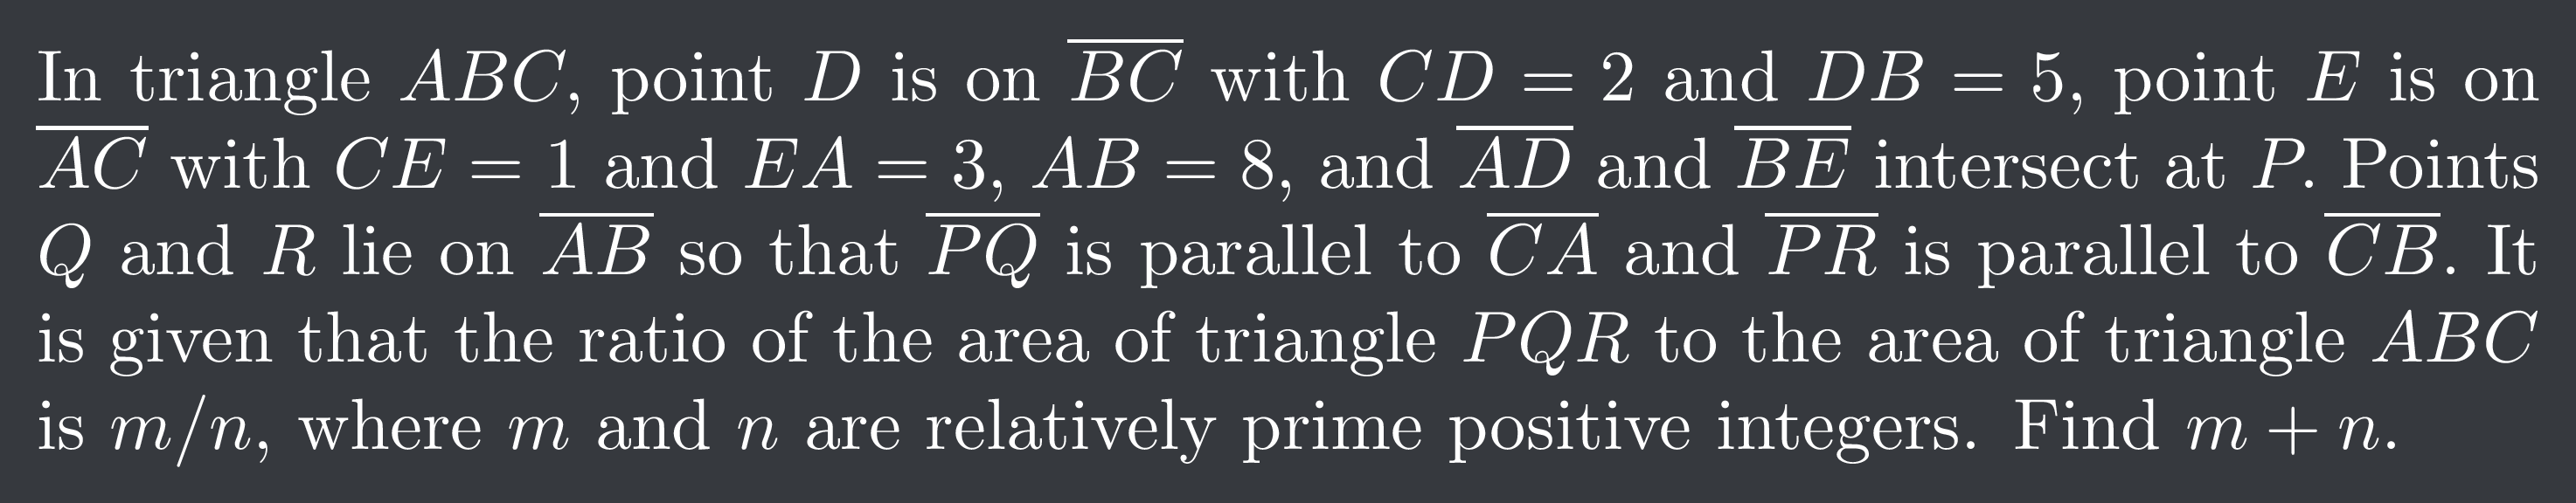 In triangle ABC, point D is on \overline{BC} with CD = 2 and DB = 5, point E is on
\overline{AC} with CE = 1 and EA = 3, AB = 8, and \overline{AD} and \overline{BE} intersect at P. Points
Q and R lie on \overline{AB} so that \overline{PQ} is parallel to \overline{CA} and \overline{PR} is parallel to \overline{CB}. It
is given that the ratio of the area of triangle PQR to the area of triangle ABC
is m/n, where m and n are relatively prime positive integers. Find m + n.